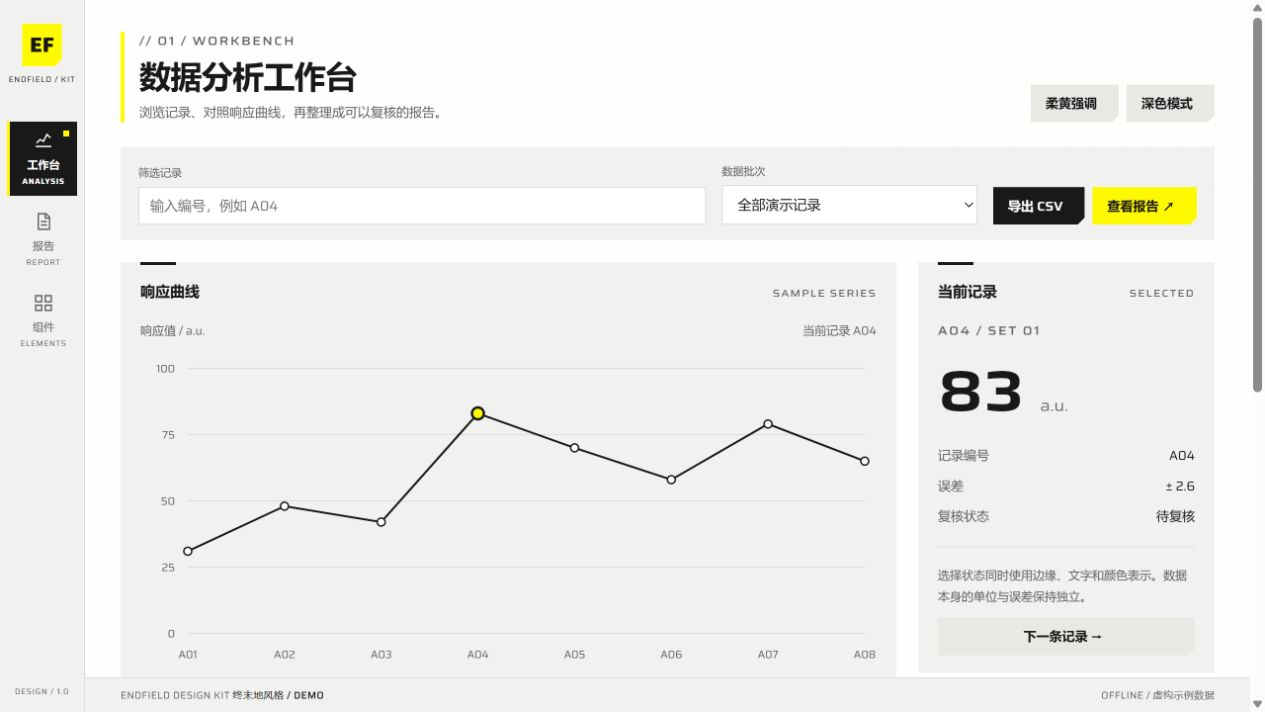 EF
ENDFIELD / KIT
工作台
ANALYSIS
报告
REPORT
组件
ELEMENTS
DESIGN / 1.0
// 01 / WORKBENCH
数据分析工作台
浏览记录、对照响应曲线，再整理成可以复核的报告。
柔黄强调
深色模式
筛选记录
输入编号，例如 A04
数据批次
全部演示记录
导出 CSV
查看报告 ↗
响应曲线
SAMPLE SERIES
响应值 / a.u.
当前记录 A04
100
75
50
25
0
A01 A02 A03 A04 A05 A06 A07 A08
当前记录
SELECTED
A04 / SET 01
83 a.u.
记录编号 A04
误差 ± 2.6
复核状态 待复核
选择状态同时使用边缘、文字和颜色表示。数据
本身的单位与误差保持独立。
下一条记录 →
ENDFIELD DESIGN KIT 终末地风格 / DEMO
OFFLINE / 虚构示例数据